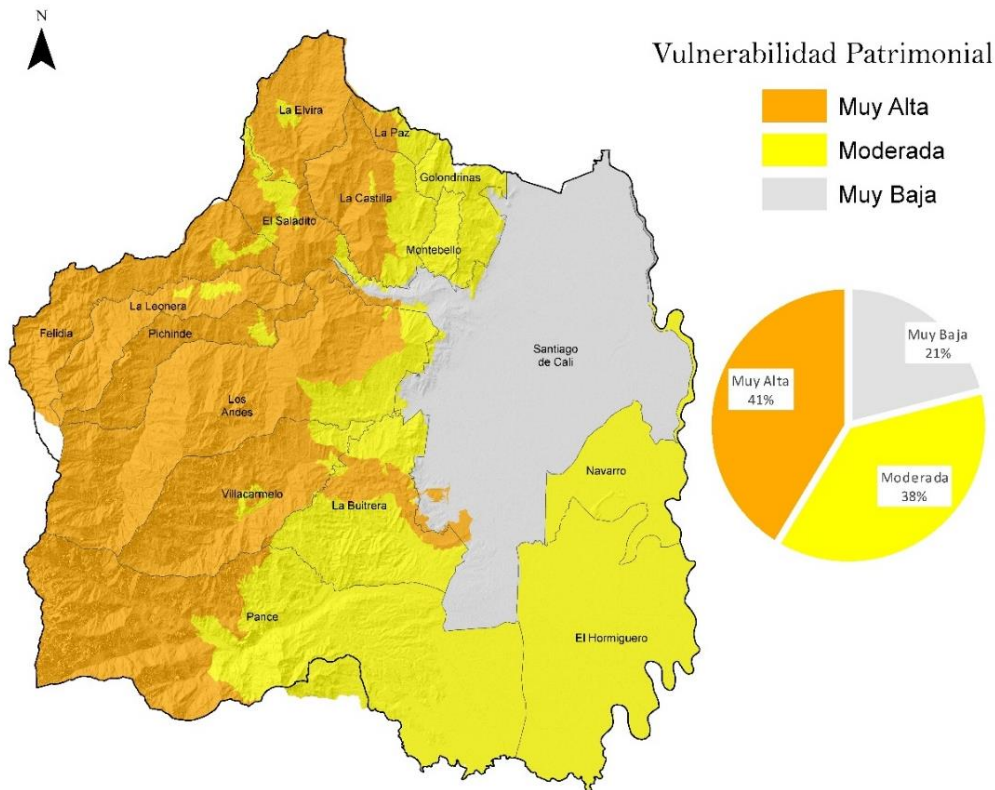 N
Vulnerabilidad Patrimonial
Muy Alta
Moderada
Muy Baja
La Elvira
La Paz
Golondrinas
La Castilla
El Saladito
Montebello
La Leonera
Felidia
Pichinde
Santiago
de Cali
Los
Andes
Navarro
Villacarmelo
La Buitrera
Pance
El Hormiguero
Muy Baja
21%
Muy Alta
41%
Moderada
38%